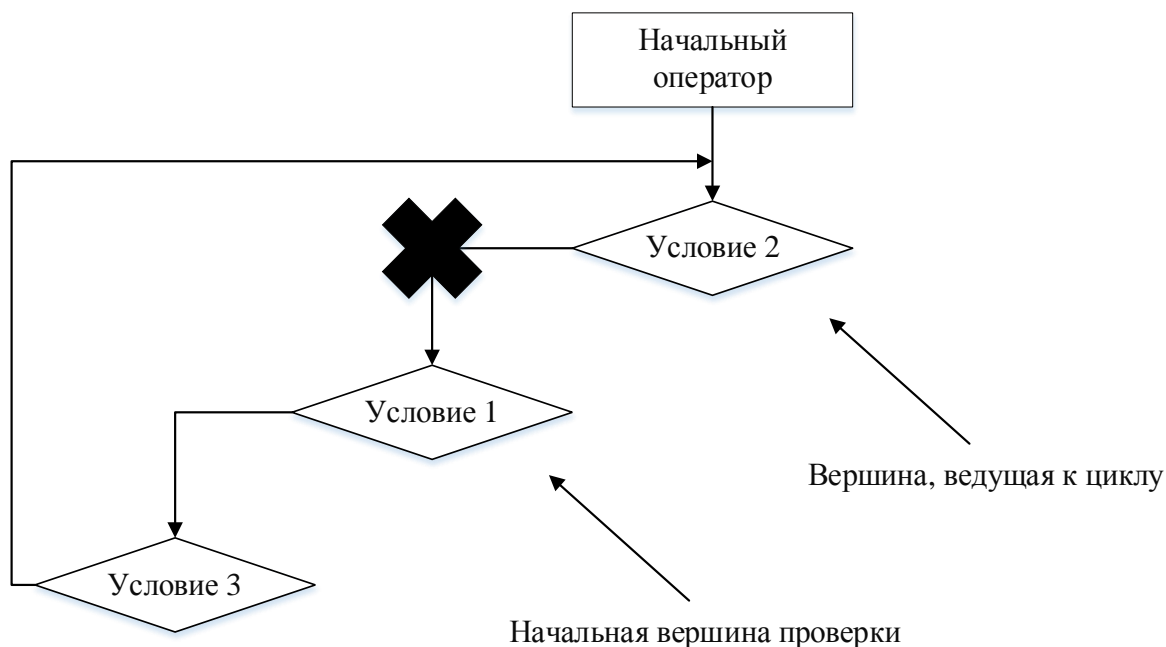 Начальный
оператор
Условие 2
Условие 1
Вершина, ведущая к циклу
Условие 3
Начальная вершина проверки